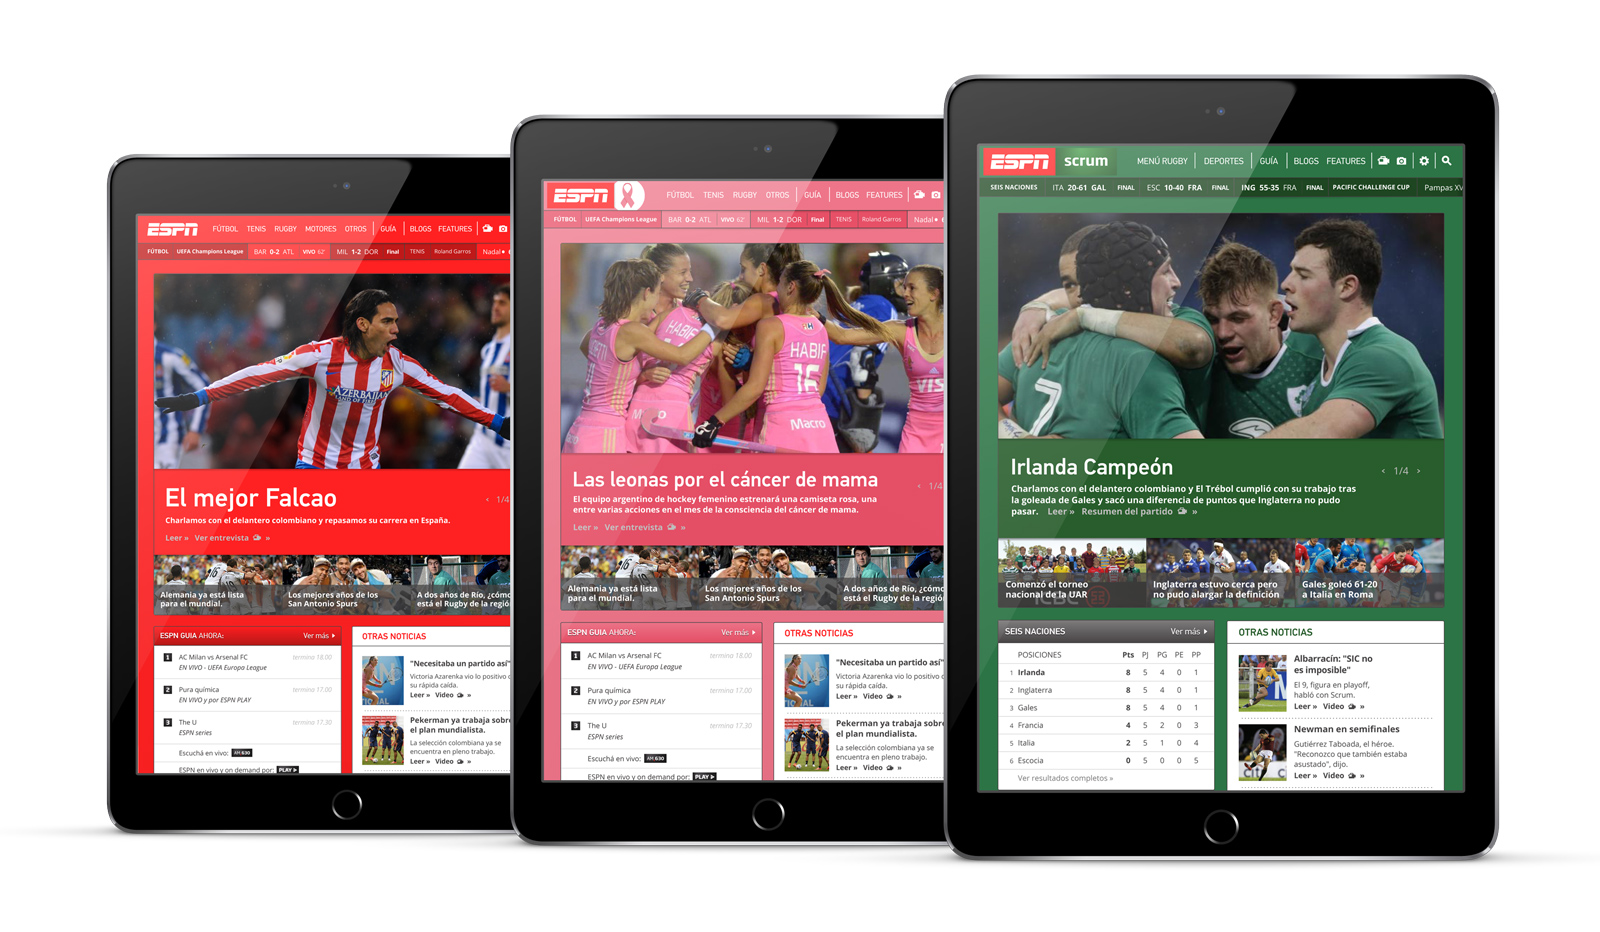 ESPN FÚTBOL TENIS RUGBY MOTORES OTROS GUÍA BLOGS FEATURES
FÚTBOL UEFA Champions League BAR 0-2 ATL VIVO 62' MIL 1-2 DOR Final TENIS Roland Garros Nadal
AZERBAIJAN
LAND OF FIRE
El mejor Falcao
1/4
Charlamos con el delantero colombiano y repasamos su carrera en España.
Leer » Ver entrevista »
Alemania ya está lista
para el mundial.
Los mejores años de los
San Antonio Spurs
A dos años de Río, ¿cómo
está el Rugby de la regió
ESPN GUIA AHORA: Ver más
1 AC Milan vs Arsenal FC termina 18.00
EN VIVO - UEFA Europa League
2 Pura química termina 17.00
EN VIVO y por ESPN PLAY
3 The U termina 17.30
ESPN series
Escuchá en vivo: AM 630
ESPN en vivo y on demand por: PLAY
OTRAS NOTICIAS
"Necesitaba un partido así"
Victoria Azarenka vio lo positivo d
su rápida caída.
Leer » Video »
Pekerman ya trabaja sobre
el plan mundialista.
La selección colombiana ya se
encuentra en pleno trabajo.
Leer » Video »
ESPN FÚTBOL TENIS RUGBY OTROS GUÍA BLOGS FEATURES
FÚTBOL UEFA Champions League BAR 0-2 ATL VIVO 62' MIL 1-2 DOR Final TENIS Roland Garros Nadal
HABIF
HABIF
16
Macro
VIS
Las leonas por el cáncer de mama
1/4
El equipo argentino de hockey femenino estrenará una camiseta rosa, una
entre varias acciones en el mes de la consciencia del cáncer de mama.
Leer » Ver entrevista »
Alemania ya está lista
para el mundial.
Los mejores años de los
San Antonio Spurs
A dos años de Río, ¿cómo
está el Rugby de la regió
ESPN GUIA AHORA: Ver más
1 AC Milan vs Arsenal FC termina 18.00
EN VIVO - UEFA Europa League
2 Pura química termina 17.00
EN VIVO y por ESPN PLAY
3 The U termina 17.30
ESPN series
Escuchá en vivo: AM 630
ESPN en vivo y on demand por: PLAY
OTRAS NOTICIAS
"Necesitaba un partido así"
Victoria Azarenka vio lo positivo d
su rápida caída.
Leer » Video »
Pekerman ya trabaja sobre
el plan mundialista.
La selección colombiana ya se
encuentra en pleno trabajo.
Leer » Video »
ESPN scrum MENÚ RUGBY DEPORTES GUÍA BLOGS FEATURES
SEIS NACIONES ITA 20-61 GAL FINAL ESC 10-40 FRA FINAL ING 55-35 FRA FINAL PACIFIC CHALLENGE CUP Pampas XV
7
Irlanda Campeón
1/4
Charlamos con el delantero colombiano y El Trébol cumplió con su trabajo tras
la goleada de Gales y sacó una diferencia de puntos que Inglaterra no pudo
pasar. Leer » Resumen del partido »
Comenzó el torneo
nacional de la UAR
Inglaterra estuvo cerca pero
no pudo alargar la definición
Gales goleó 61-20
a Italia en Roma
SEIS NACIONES Ver más
POSICIONES Pts PJ PG PE PP
1 Irlanda 8 5 4 0 1
2 Inglaterra 8 5 4 0 1
3 Gales 8 5 4 0 1
4 Francia 4 5 2 0 3
5 Italia 2 5 1 0 4
6 Escocia 0 5 0 0 5
Ver resultados completos »
OTRAS NOTICIAS
Albarracín: "SIC no
es imposible"
El 9, figura en playoff,
habló con Scrum.
Leer » Video »
Newman en semifinales
Gutiérrez Taboada, el héroe.
"Reconozco que también estaba
asustado", dijo.
Leer » Video »